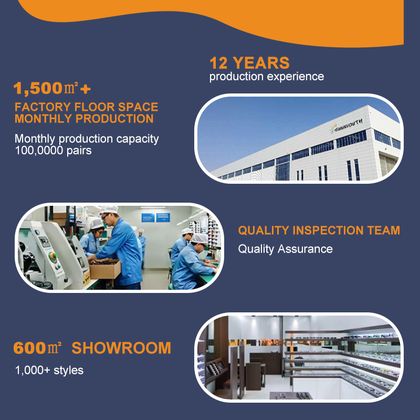 12 YEARS
production experience
1,500㎡+
FACTORY FLOOR SPACE
MONTHLY PRODUCTION
Monthly production capacity
100,0000 pairs
QUALITY INSPECTION TEAM
Quality Assurance
600㎡ SHOWROOM
1,000+ styles